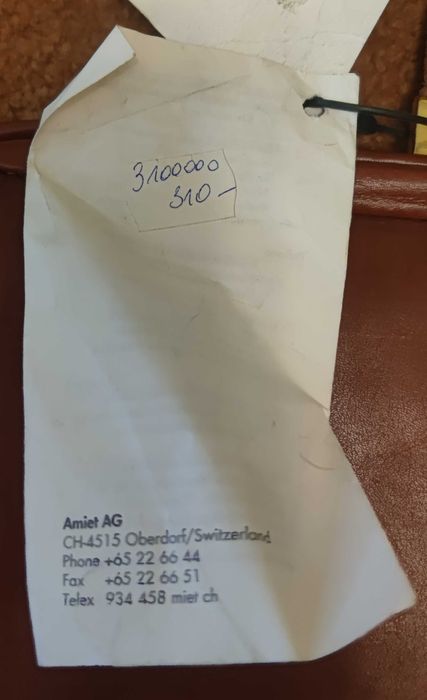 3100000
310-
Amiet AG
CH-4515 Oberdorf/Switzerland
Phone +65 22 66 44
Fax +65 22 66 51
Telex 934 458 miet ch